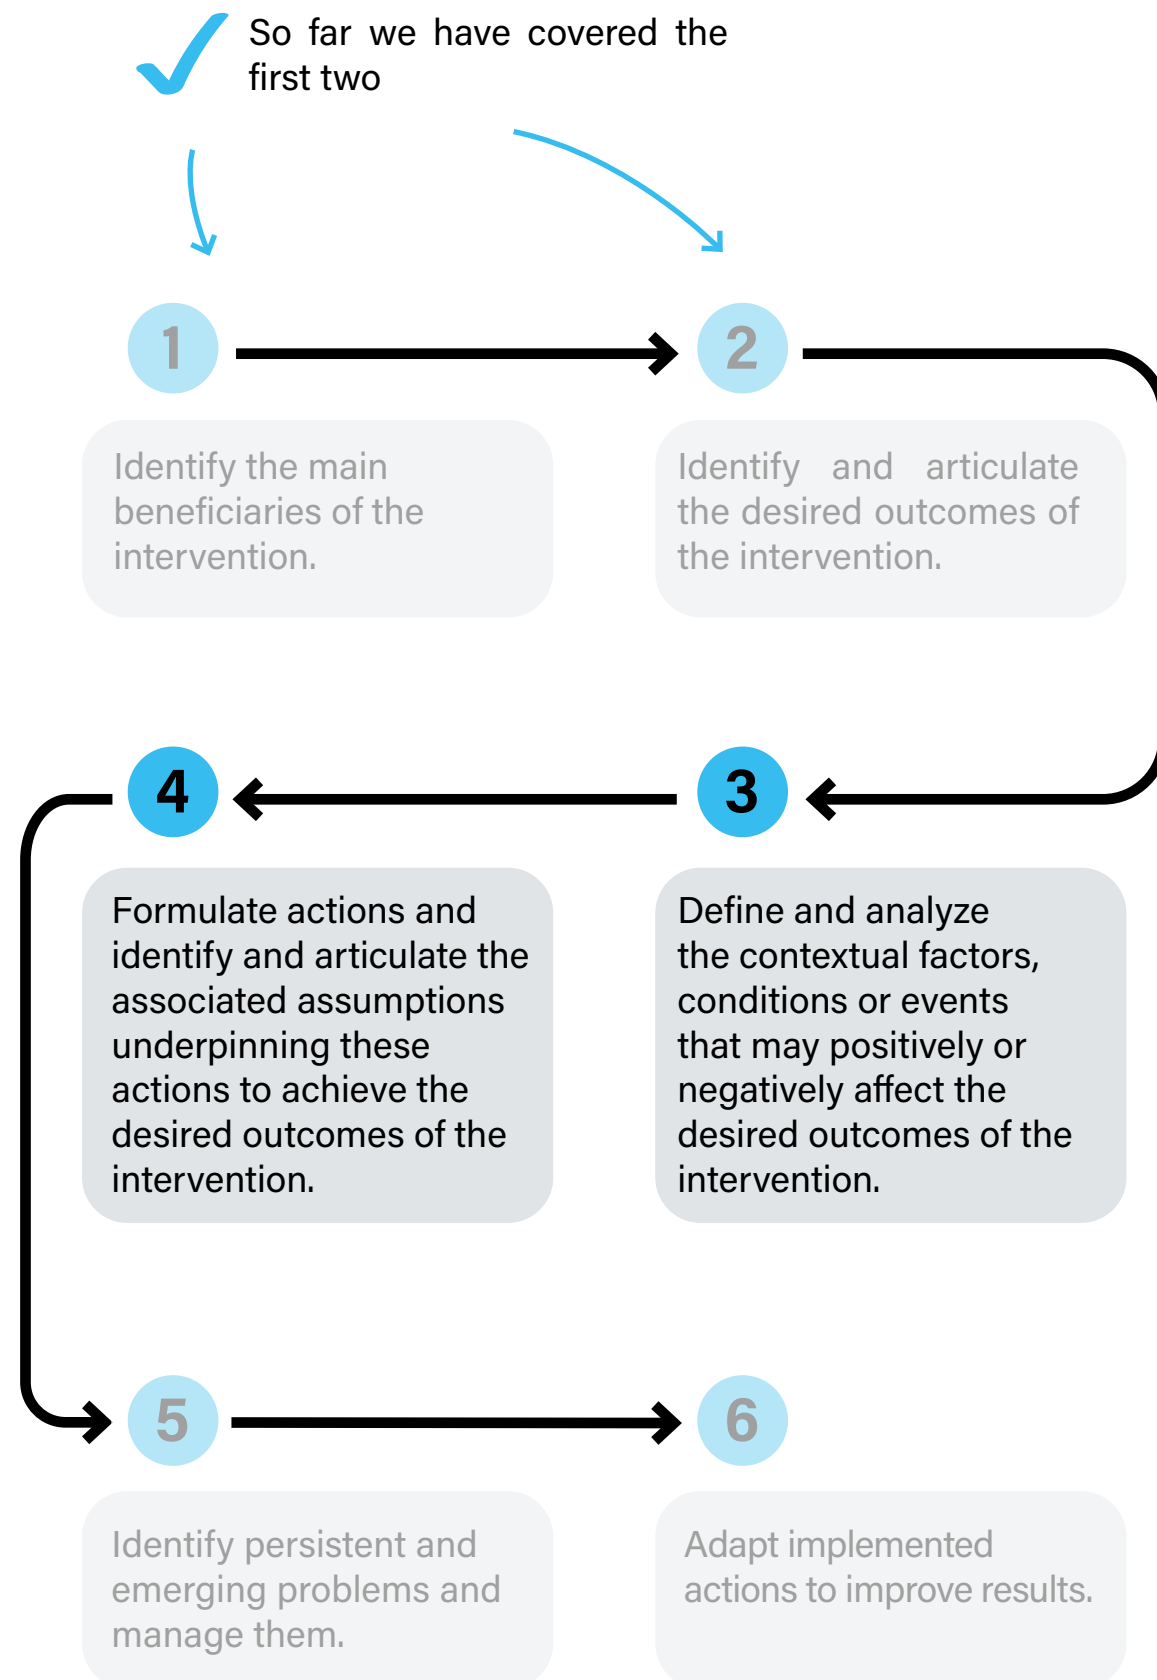 So far we have covered the
first two
1
2
Identify the main
beneficiaries of the
intervention.
Identify and articulate
the desired outcomes of
the intervention.
3
4
Define and analyze
the contextual factors,
conditions or events
that may positively or
negatively affect the
desired outcomes of the
intervention.
Formulate actions and
identify and articulate the
associated assumptions
underpinning these
actions to achieve the
desired outcomes of the
intervention.
5
6
Identify persistent and
emerging problems and
manage them.
Adapt implemented
actions to improve results.